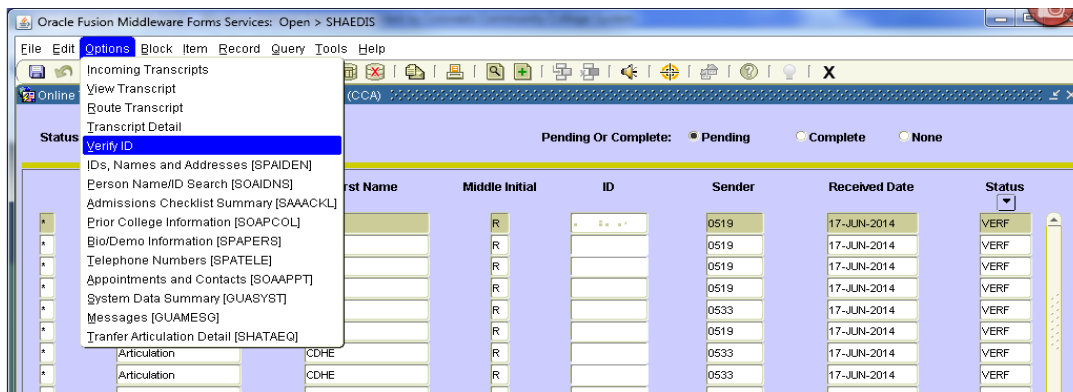 Oracle Fusion Middleware Forms Services: Open > SHAEDIS
File Edit Options Block Item Record Query Tools Help
Incoming Transcripts
View Transcript
Route Transcript
Transcript Detail
Verify ID
IDs, Names and Addresses [SPAIDEN]
Person Name/ID Search [SOAIDNS]
Admissions Checklist Summary [SAAACKL]
Prior College Information [SOAPCOL]
Bio/Demo Information [SPAPERS]
Telephone Numbers [SPATELE]
Appointments and Contacts [SOAAPPT]
System Data Summary [GUASYST]
Messages [GUAMESG]
Tranfer Articulation Detail [SHATAEQ]
X
Online (CCA)
Status Pending Or Complete: Pending Complete None
rst Name Middle Initial ID Sender Received Date Status
* R 0519 17-JUN-2014 VERF
* R 0519 17-JUN-2014 VERF
* R 0519 17-JUN-2014 VERF
* R 0519 17-JUN-2014 VERF
* R 0533 17-JUN-2014 VERF
* R 0519 17-JUN-2014 VERF
* Articulation CDHE R 0533 17-JUN-2014 VERF
* Articulation CDHE R 0533 17-JUN-2014 VERF